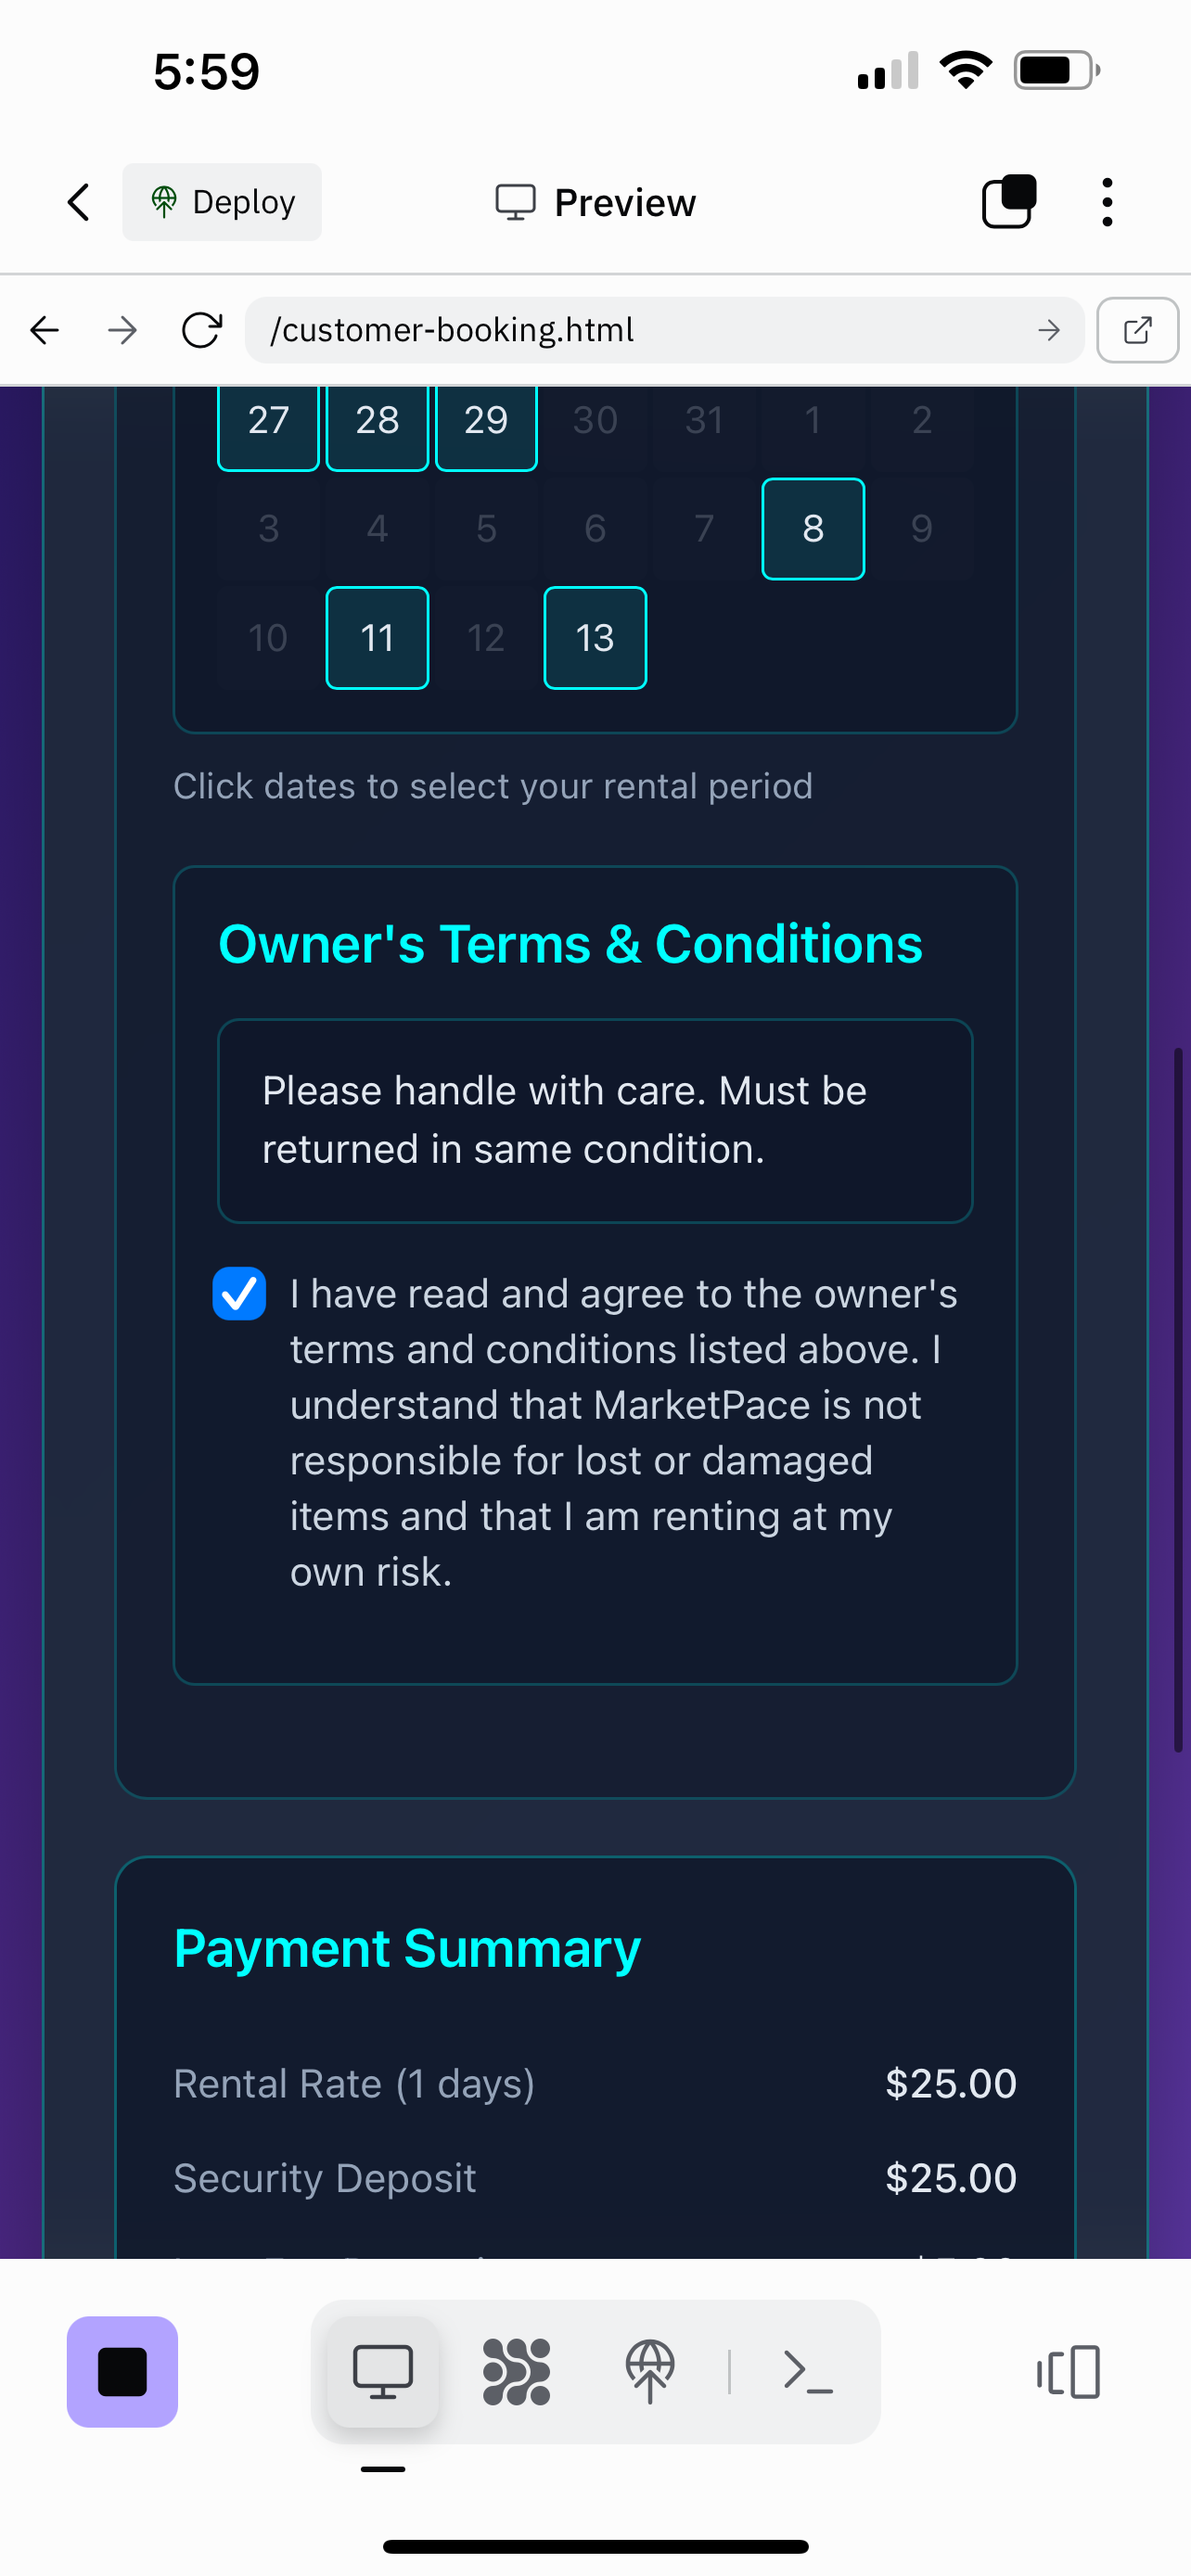 5:59
Deploy
Preview
/customer-booking.html
27 28 29 30 31 1 2
3 4 5 6 7 8 9
10 11 12 13
Click dates to select your rental period
Owner's Terms & Conditions
Please handle with care. Must be
returned in same condition.
I have read and agree to the owner's
terms and conditions listed above. I
understand that MarketPace is not
responsible for lost or damaged
items and that I am renting at my
own risk.
Payment Summary
Rental Rate (1 days) $25.00
Security Deposit $25.00